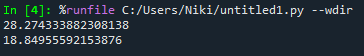 In [4]: %runfile C:/Users/Niki/untitled1.py --wdir
28.274333882308138
18.84955592153876